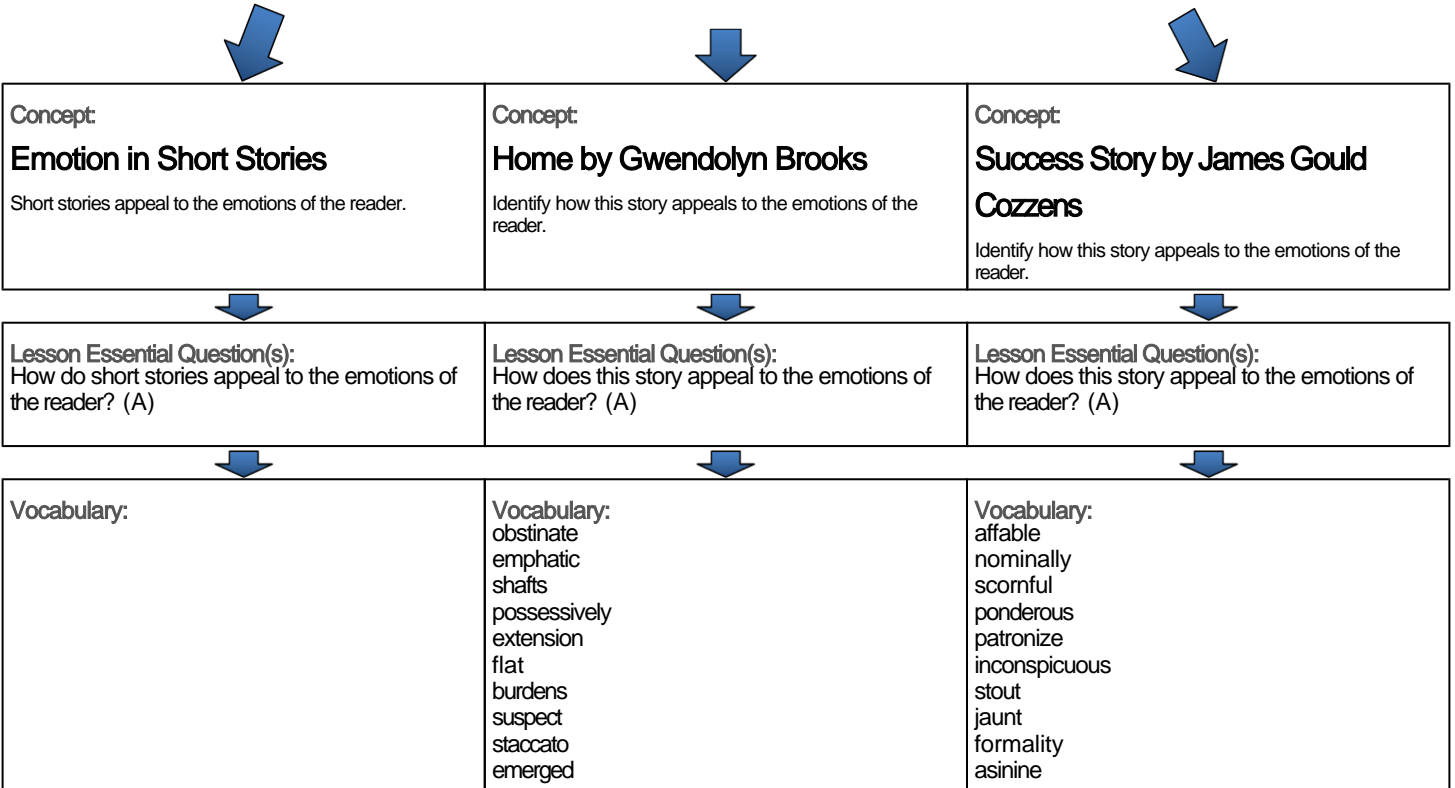 Concept:
Emotion in Short Stories
Short stories appeal to the emotions of the reader.
Concept:
Home by Gwendolyn Brooks
Identify how this story appeals to the emotions of the
reader.
Concept:
Success Story by James Gould
Cozzens
Identify how this story appeals to the emotions of the
reader.
Lesson Essential Question(s):
How do short stories appeal to the emotions of
the reader? (A)
Lesson Essential Question(s):
How does this story appeal to the emotions of
the reader? (A)
Lesson Essential Question(s):
How does this story appeal to the emotions of
the reader? (A)
Vocabulary:
Vocabulary:
obstinate
emphatic
shafts
possessively
extension
flat
burdens
suspect
staccato
emerged
Vocabulary:
affable
nominally
scornful
ponderous
patronize
inconspicuous
stout
jaunt
formality
asinine